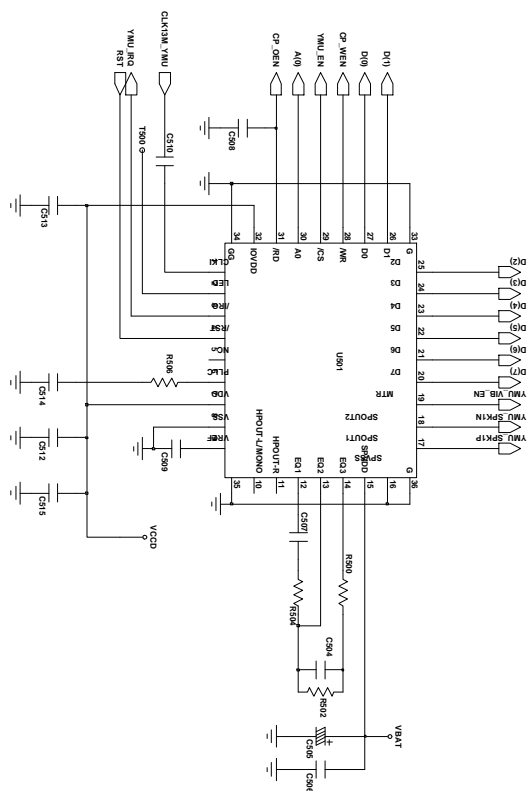 CLK13M_YMU
YMU_IRQ
RST
CP_OEN
A(0)
YMU_EN
CP_WEN
D(0)
D(1)
T500
C510
C508
C513
34
32
31
30
29
28
27
26
33
GG
IOVDD
/RD
A0
/CS
/WR
D0
D1
G
CLKI
LED
/IRQ
/RST
NC
5
PLLC
VDD
VSS
VREF
U501
D2
D3
D4
D5
D6
D7
MTR
SPOUT2
SPOUT1
SPVSS
SPVDD
EQ3
EQ2
EQ1
HPOUT-R
HPOUT-L/MONO
G
25
24
23
22
21
20
19
18
17
D(2)
D(3)
D(4)
D(5)
D(6)
D(7)
YMU_VIB_EN
YMU_SPK1N
YMU_SPK1P
35
10
11
12
13
14
15
16
36
R506
C514
C512
C509
C515
VCCD
C507
R504
R500
C504
R502
VBAT
C505
+
C506